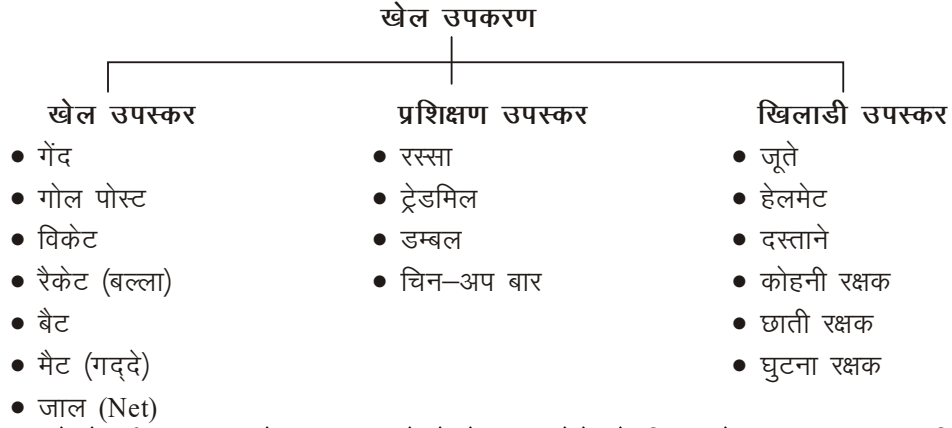 खेल उपकरण
खेल उपस्कर
• गेंद
• गोल पोस्ट
• विकेट
• रैकेट (बल्ला)
• बैट
• मैट (गद्दे)
• जाल (Net)
प्रशिक्षण उपस्कर
• रस्सा
• ट्रेडमिल
• डम्बल
• चिन–अप बार
खिलाडी उपस्कर
• जूते
• हेलमेट
• दस्ताने
• कोहनी रक्षक
• छाती रक्षक
• घुटना रक्षक